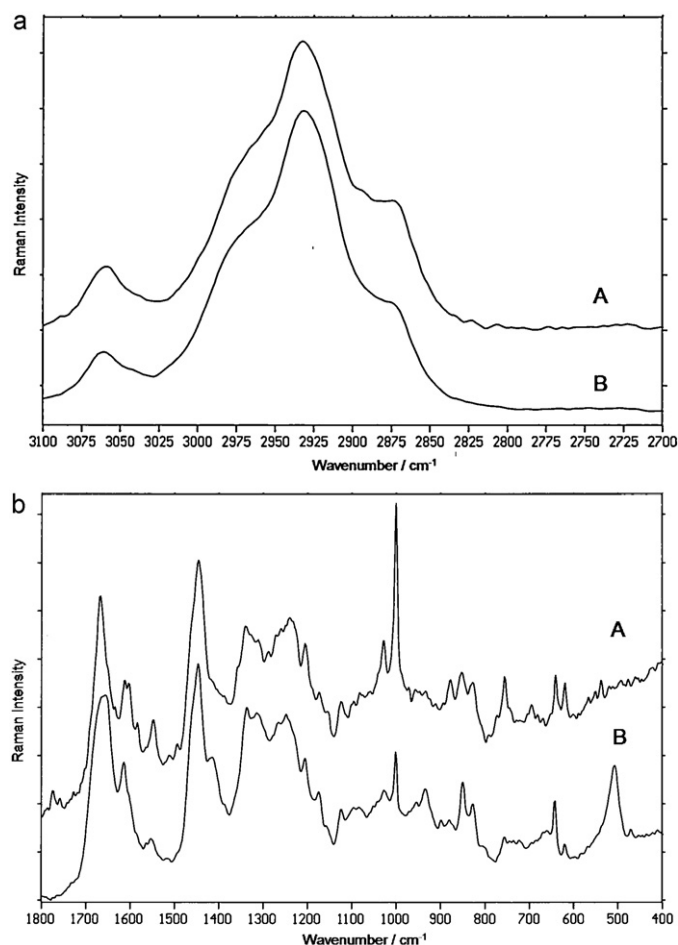 a
Raman Intensity
A
B
3100 3075 3050 3025 3000 2975 2950 2925 2900 2875 2850 2825 2800 2775 2750 2725 2700
Wavenumber / cm-1
b
Raman Intensity
A
B
1800 1700 1600 1500 1400 1300 1200 1100 1000 900 800 700 600 500 400
Wavenumber / cm-1